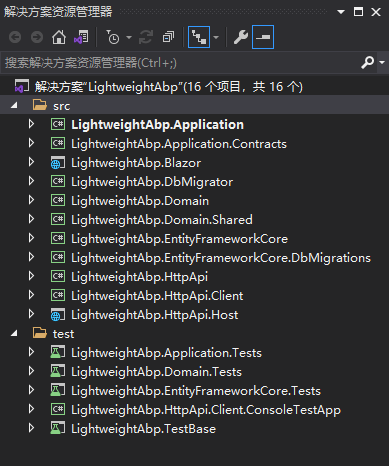 解决方案资源管理器
搜索解决方案资源管理器(Ctrl+;)
解决方案"LightweightAbp"(16 个项目，共 16 个)
src
C# LightweightAbp.Application
C# LightweightAbp.Application.Contracts
LightweightAbp.Blazor
C# LightweightAbp.DbMigrator
C# LightweightAbp.Domain
C# LightweightAbp.Domain.Shared
C# LightweightAbp.EntityFrameworkCore
C# LightweightAbp.EntityFrameworkCore.DbMigrations
C# LightweightAbp.HttpApi
C# LightweightAbp.HttpApi.Client
LightweightAbp.HttpApi.Host
test
LightweightAbp.Application.Tests
LightweightAbp.Domain.Tests
LightweightAbp.EntityFrameworkCore.Tests
C# LightweightAbp.HttpApi.Client.ConsoleTestApp
LightweightAbp.TestBase